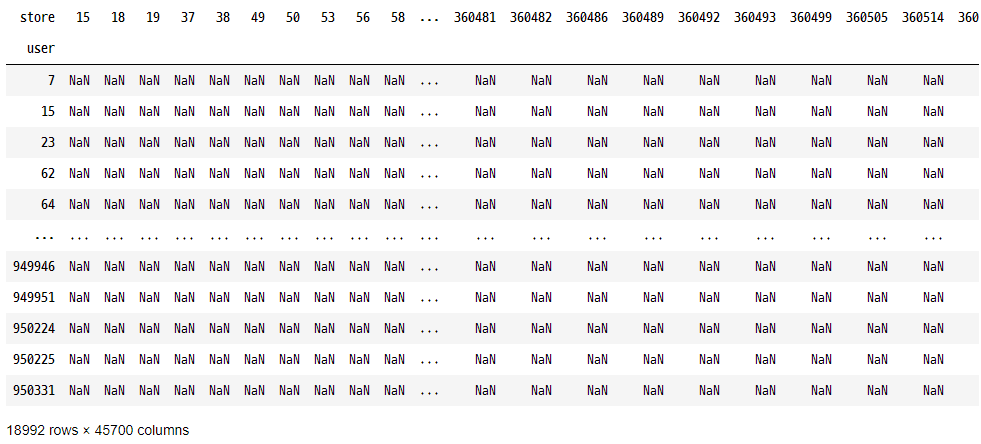 store 15 18 19 37 38 49 50 53 56 58 ... 360481 360482 360486 360489 360492 360493 360499 360505 360514 360
user
7 NaN NaN NaN NaN NaN NaN NaN NaN NaN NaN ... NaN NaN NaN NaN NaN NaN NaN NaN NaN
15 NaN NaN NaN NaN NaN NaN NaN NaN NaN NaN ... NaN NaN NaN NaN NaN NaN NaN NaN NaN
23 NaN NaN NaN NaN NaN NaN NaN NaN NaN NaN ... NaN NaN NaN NaN NaN NaN NaN NaN NaN
62 NaN NaN NaN NaN NaN NaN NaN NaN NaN NaN ... NaN NaN NaN NaN NaN NaN NaN NaN NaN
64 NaN NaN NaN NaN NaN NaN NaN NaN NaN NaN ... NaN NaN NaN NaN NaN NaN NaN NaN NaN
... ... ... ... ... ... ... ... ... ... ... ... ... ... ... ... ... ... ... ... ...
949946 NaN NaN NaN NaN NaN NaN NaN NaN NaN NaN ... NaN NaN NaN NaN NaN NaN NaN NaN NaN
949951 NaN NaN NaN NaN NaN NaN NaN NaN NaN NaN ... NaN NaN NaN NaN NaN NaN NaN NaN NaN
950224 NaN NaN NaN NaN NaN NaN NaN NaN NaN NaN ... NaN NaN NaN NaN NaN NaN NaN NaN NaN
950225 NaN NaN NaN NaN NaN NaN NaN NaN NaN NaN ... NaN NaN NaN NaN NaN NaN NaN NaN NaN
950331 NaN NaN NaN NaN NaN NaN NaN NaN NaN NaN ... NaN NaN NaN NaN NaN NaN NaN NaN NaN
18992 rows × 45700 columns